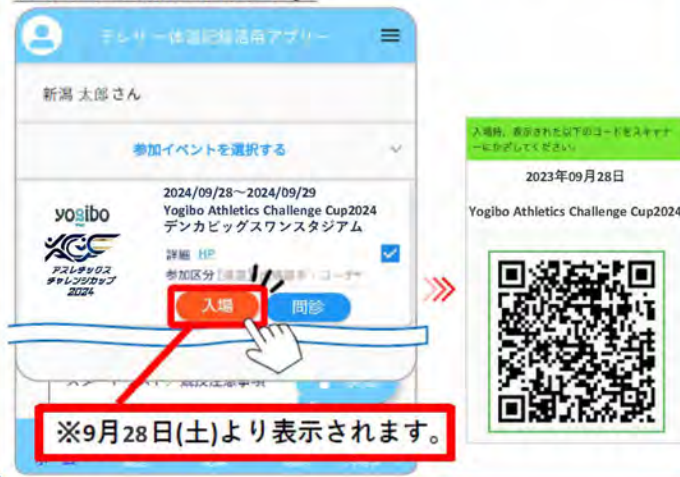 テレサー体温記録活用アプリー
新潟 太郎さん
参加イベントを選択する
2024/09/28～2024/09/29
Yogibo Athletics Challenge Cup2024
デンカビッグスワンスタジアム
yogibo
アスレチックス
チャレンジカップ
2024
詳細 HP
参加区分
入場
問診
※9月28日(土)より表示されます。
入場時、表示された以下のコードをスキャナ
ーにかざしてください。
2023年09月28日
Yogibo Athletics Challenge Cup2024